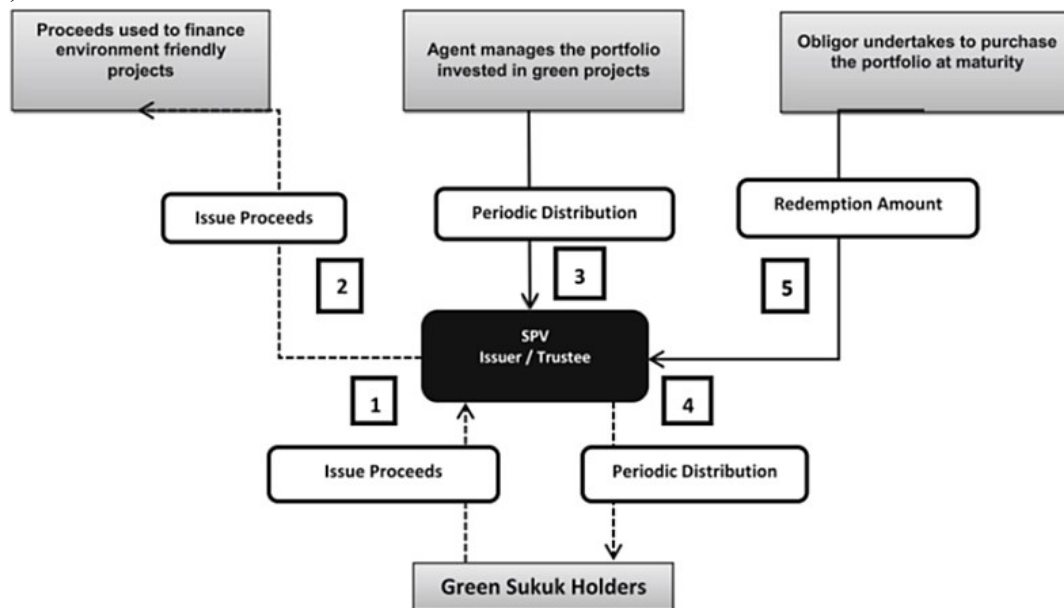 Proceeds used to finance
environment friendly
projects
Agent manages the portfolio
invested in green projects
Obligor undertakes to purchase
the portfolio at maturity
Issue Proceeds
Periodic Distribution
Redemption Amount
2
3
5
SPV
Issuer / Trustee
1
4
Issue Proceeds
Periodic Distribution
Green Sukuk Holders